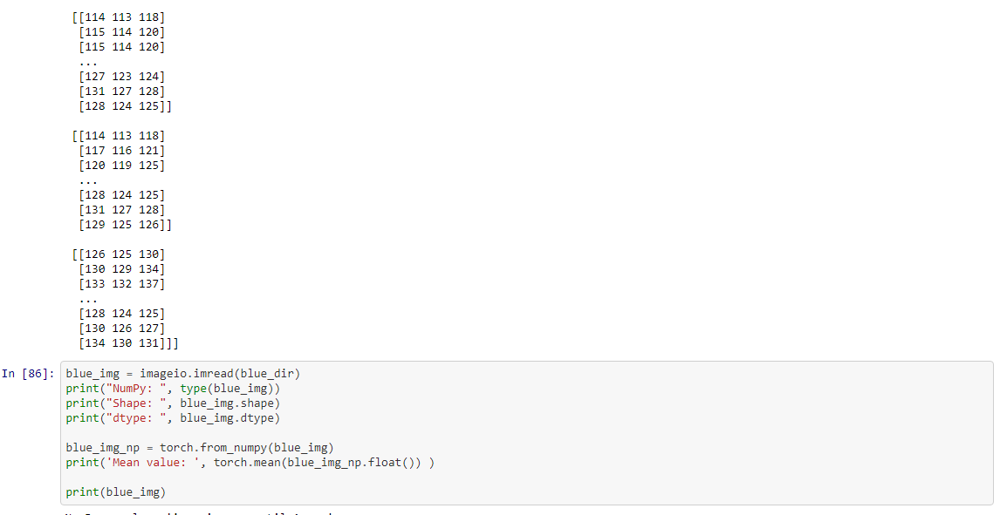 [[114 113 118]
[115 114 120]
[115 114 120]
...
[127 123 124]
[131 127 128]
[128 124 125]]
[[114 113 118]
[117 116 121]
[120 119 125]
...
[128 124 125]
[131 127 128]
[129 125 126]]
[[126 125 130]
[130 129 134]
[133 132 137]
...
[128 124 125]
[130 126 127]
[134 130 131]]]
In [86]: blue_img = imageio.imread(blue_dir)
print("NumPy: ", type(blue_img))
print("Shape: ", blue_img.shape)
print("dtype: ", blue_img.dtype)
blue_img_np = torch.from_numpy(blue_img)
print('Mean value: ', torch.mean(blue_img_np.float()) )
print(blue_img)